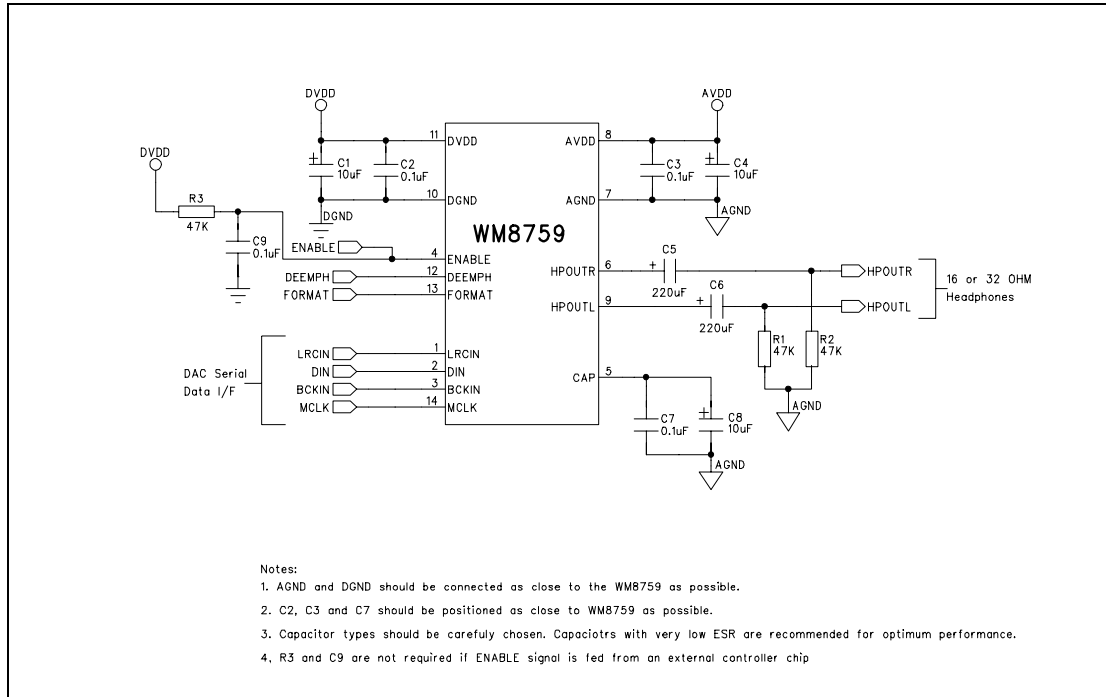 DVDD
AVDD
11 DVDD
AVDD 8
DVDD
+ C1
10uF
C2
0.1uF
C3
0.1uF
+ C4
10uF
R3
47K
10 DGND
AGND 7
DGND
AGND
C9
0.1uF
WM8759
ENABLE
4 ENABLE
DEEMPH 12 DEEMPH
FORMAT 13 FORMAT
HPOUTR 6
+ C5
220uF
HPOUTR
HPOUTL 9
+ C6
220uF
HPOUTL
16 or 32 OHM
Headphones
R1
47K
R2
47K
AGND
DAC Serial
Data I/F
LRCIN 1 LRCIN
DIN 2 DIN
BCKIN 3 BCKIN
MCLK 14 MCLK
CAP 5
C7
0.1uF
+ C8
10uF
AGND
Notes:
1. AGND and DGND should be connected as close to the WM8759 as possible.
2. C2, C3 and C7 should be positioned as close to WM8759 as possible.
3. Capacitor types should be carefuly chosen. Capaciotrs with very low ESR are recommended for optimum performance.
4, R3 and C9 are not required if ENABLE signal is fed from an external controller chip